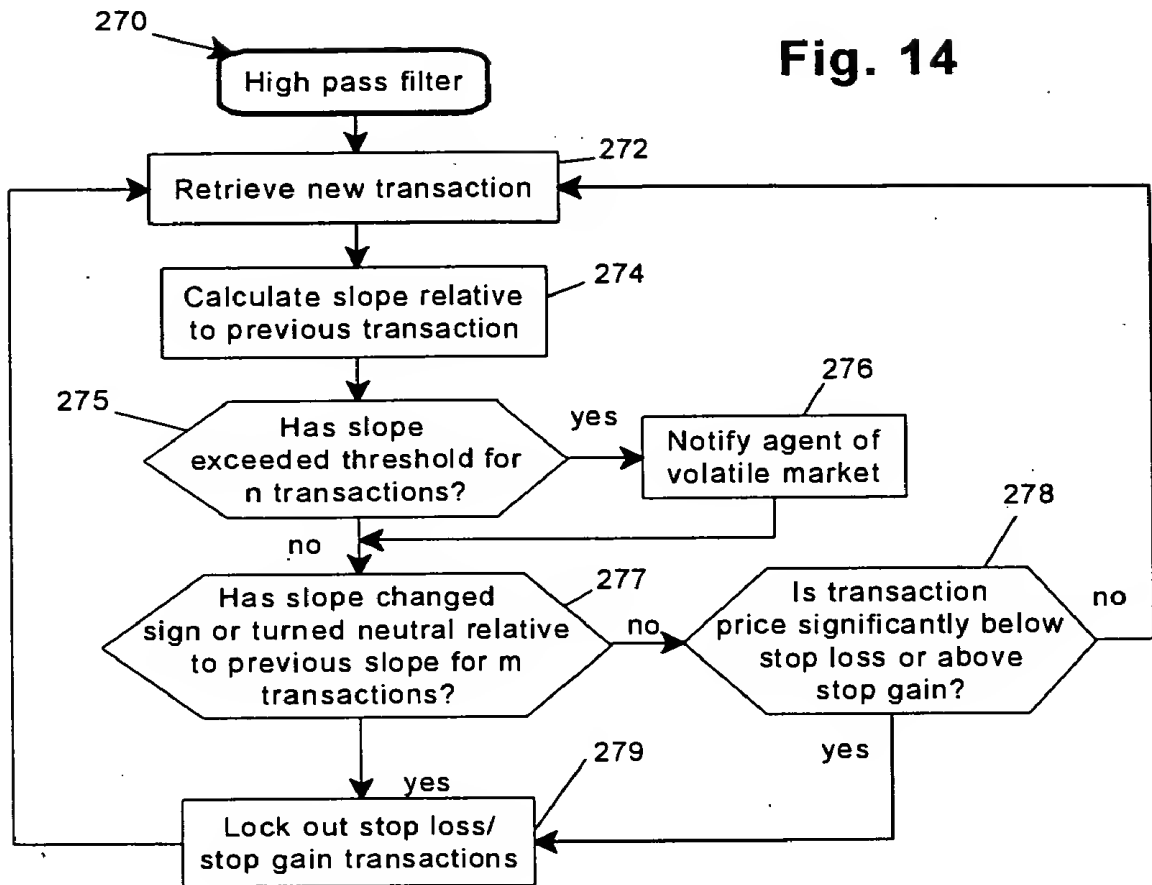 270
Fig. 14
High pass filter
272
Retrieve new transaction
274
Calculate slope relative
to previous transaction
275
Has slope
exceeded threshold for
n transactions?
yes
276
Notify agent of
volatile market
no
277
Has slope changed
sign or turned neutral relative
to previous slope for m
transactions?
no
278
Is transaction
price significantly below
stop loss or above
stop gain?
no
yes
yes
279
Lock out stop loss/
stop gain transactions